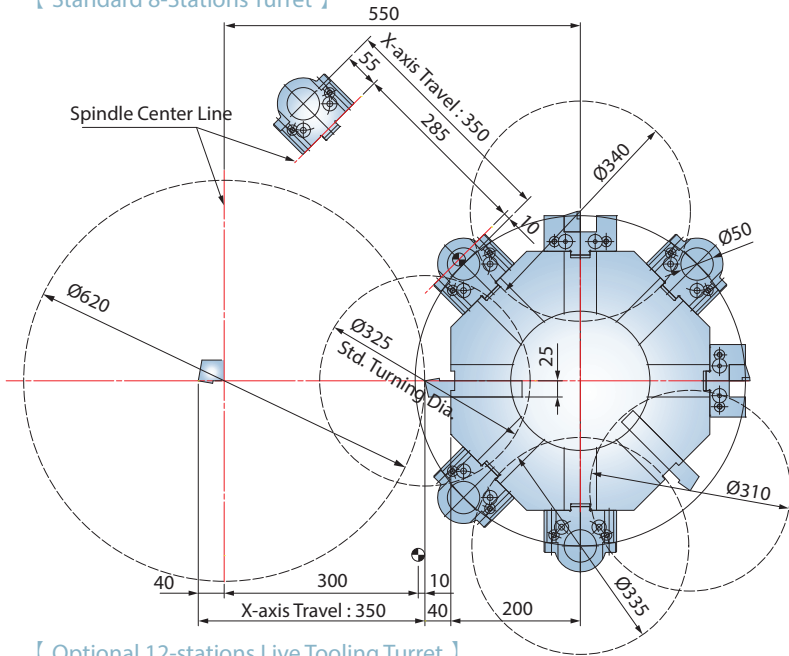 【 Standard 8-Stations Turret 】
550
X-axis Travel : 350
55
285
10
Spindle Center Line
Ø340
Ø50
Ø620
Ø325
Std. Turning Dia.
25
Ø310
Ø335
40
300
10
X-axis Travel : 350
40
200
【 Optional 12-stations Live Tooling Turret 】